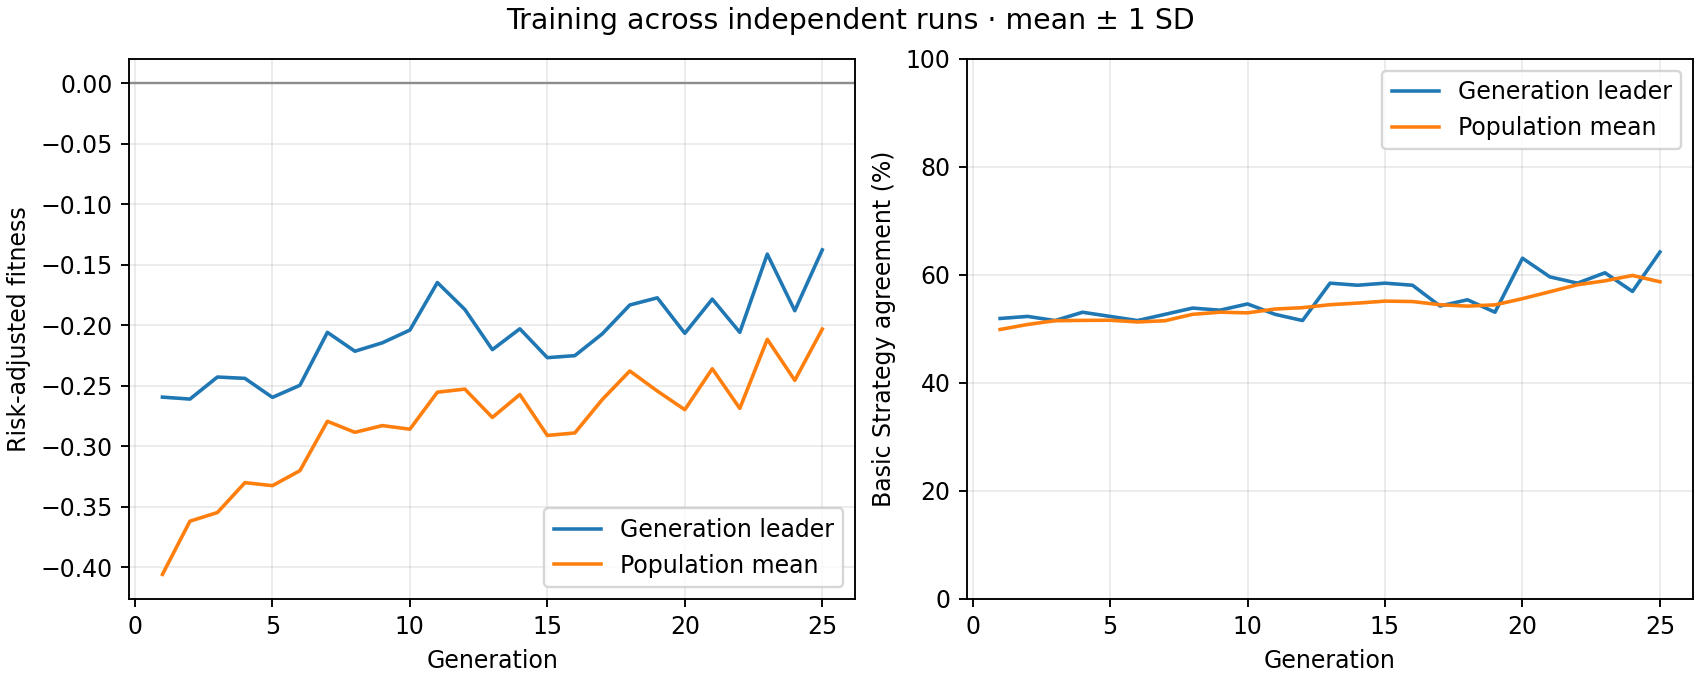 Training across independent runs · mean ± 1 SD
Risk-adjusted fitness
0.00
−0.05
−0.10
−0.15
−0.20
−0.25
−0.30
−0.35
−0.40
Generation leader
Population mean
0 5 10 15 20 25
Generation
Basic Strategy agreement (%)
100
80
60
40
20
0
Generation leader
Population mean
0 5 10 15 20 25
Generation